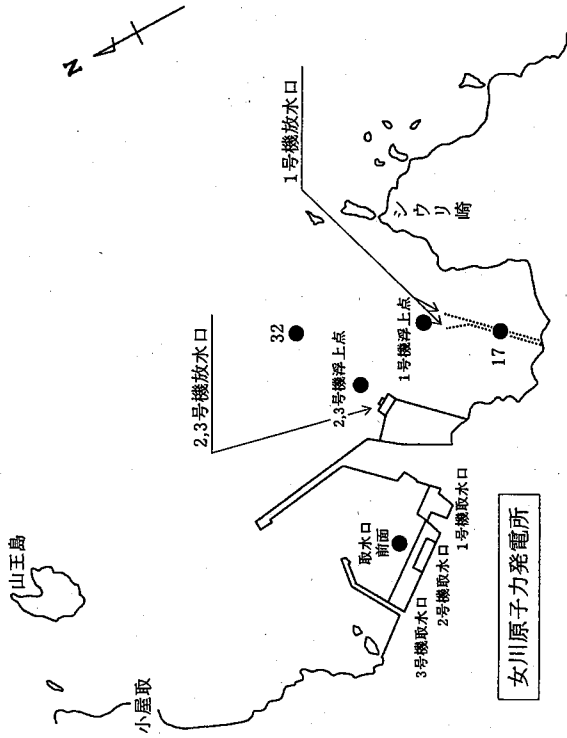 N
1号機放水口
シウリ崎
2,3号機放水口
32
2,3号機浮上点
1号機浮上点
17
山王島
小屋取
取水口
前面
1号機取水口
2号機取水口
3号機取水口
女川原子力発電所